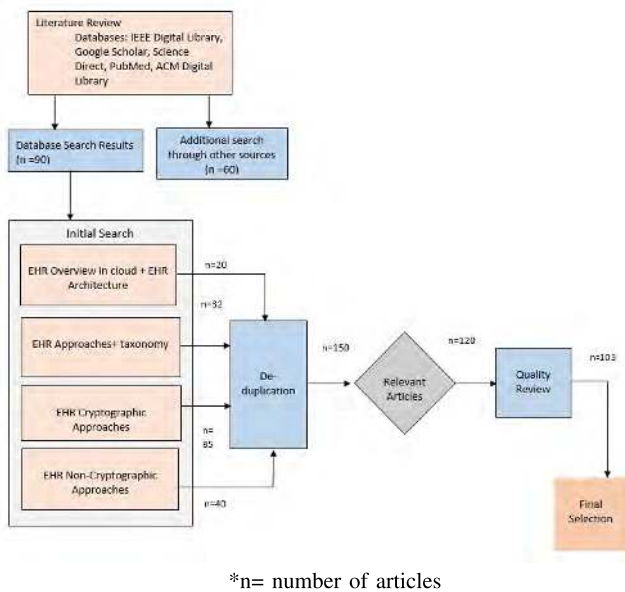 Literature Review
Databases: IEEE Digital Library,
Google Scholar, Science
Direct, PubMed, ACM Digital
Library
Database Search Results
(n =90)
Additional search
through other sources
(n =60)
Initial Search
EHR Overview in cloud + EHR
Architecture
n=20
n=32
EHR Approaches+ taxonomy
De-
duplication
n=150
Relevant
Articles
n=120
Quality
Review
n=103
EHR Cryptographic
Approaches
n=
85
EHR Non-Cryptographic
Approaches
n=40
Final
Selection
*n= number of articles